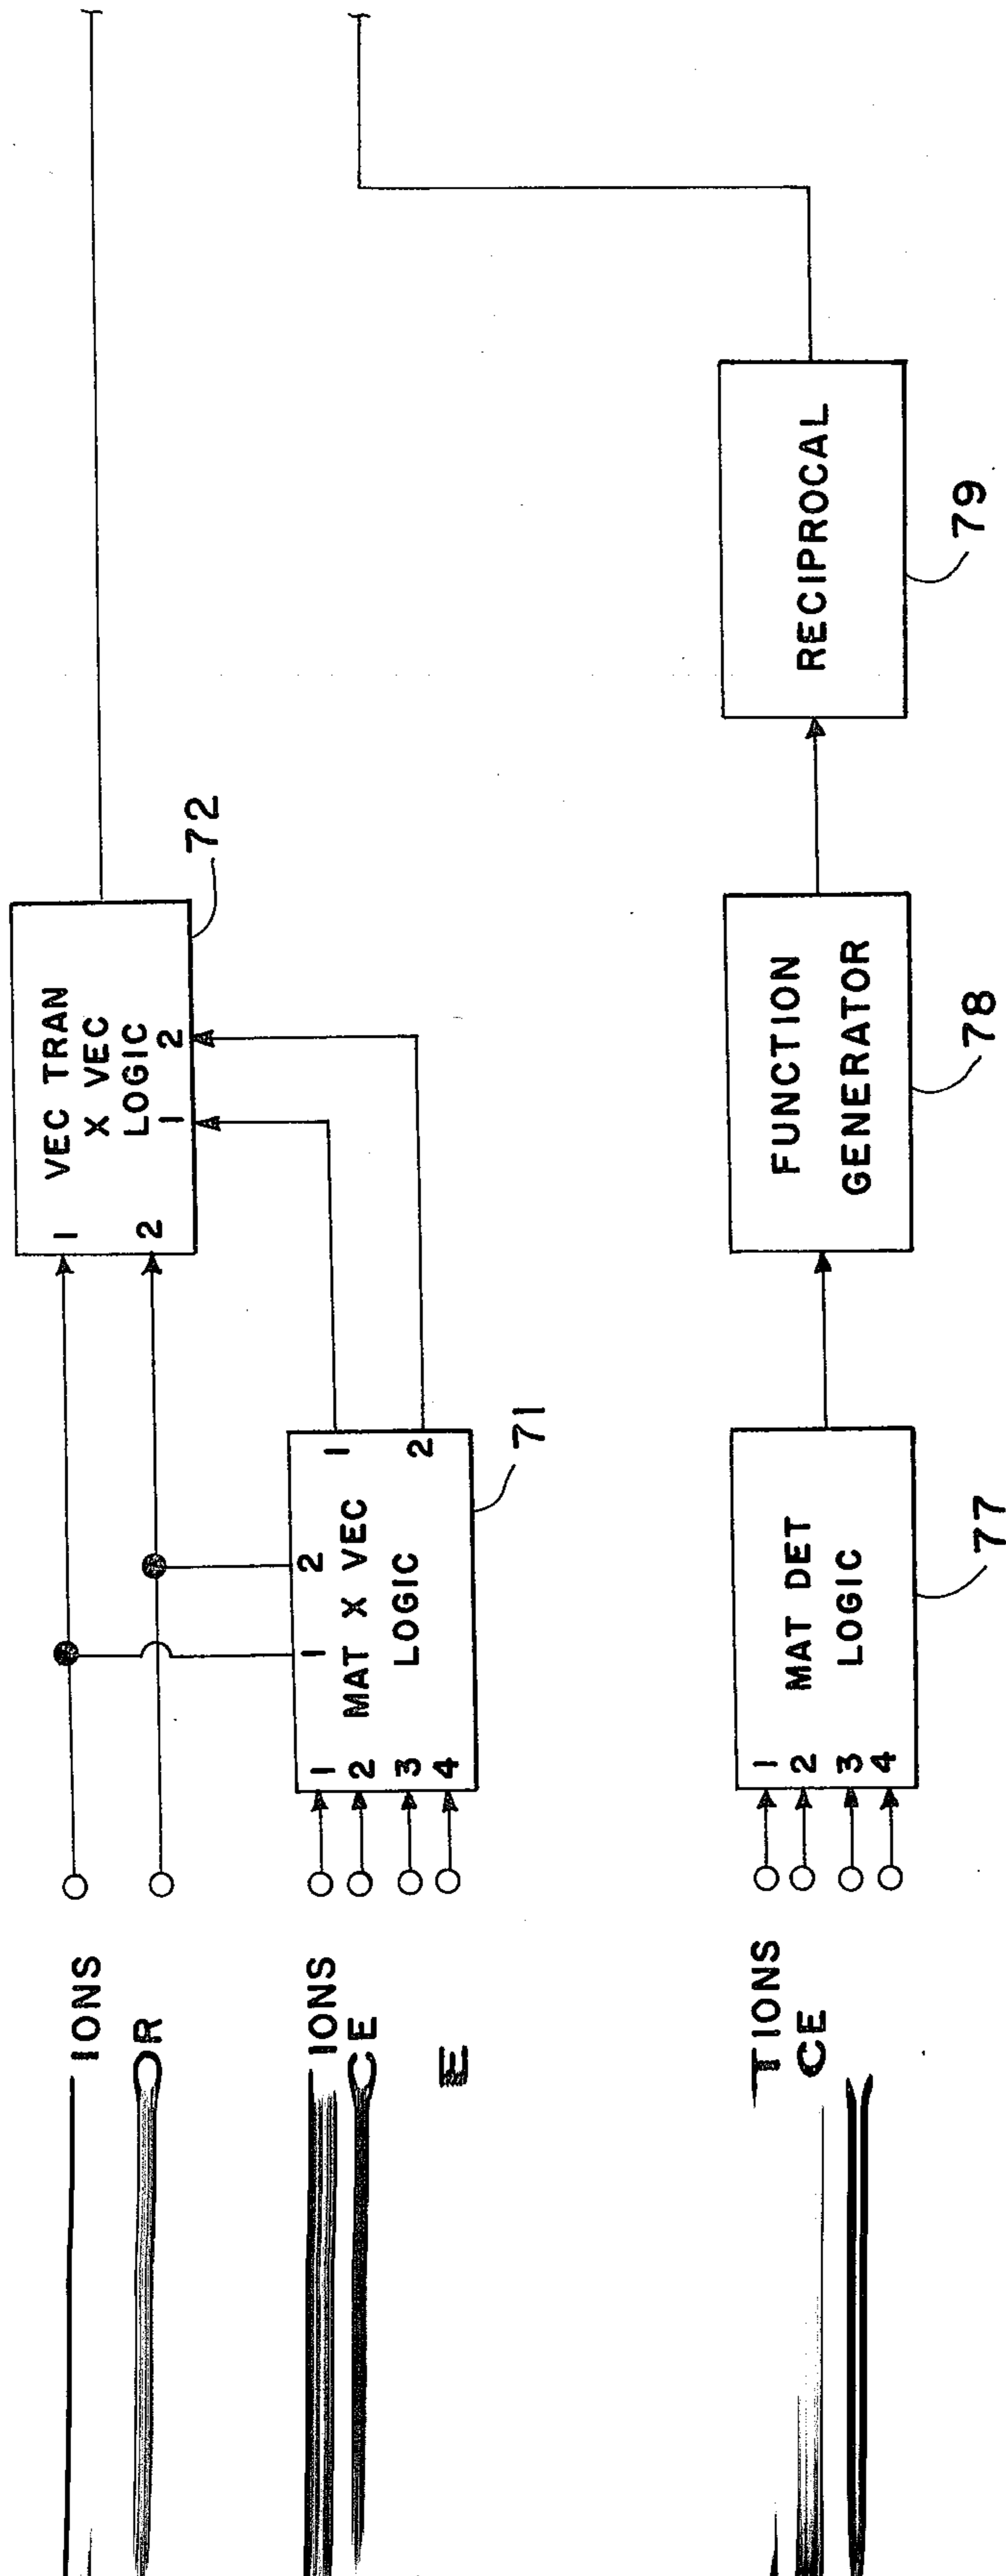 IONS
OR
IONS
CE
E
TIONS
CE
1
2
VEC TRAN
X VEC
LOGIC
1 2
72
1 2
1
2
3
4
MAT X VEC
LOGIC
1
2
71
1
2
3
4
MAT DET
LOGIC
77
FUNCTION
GENERATOR
78
RECIPROCAL
79